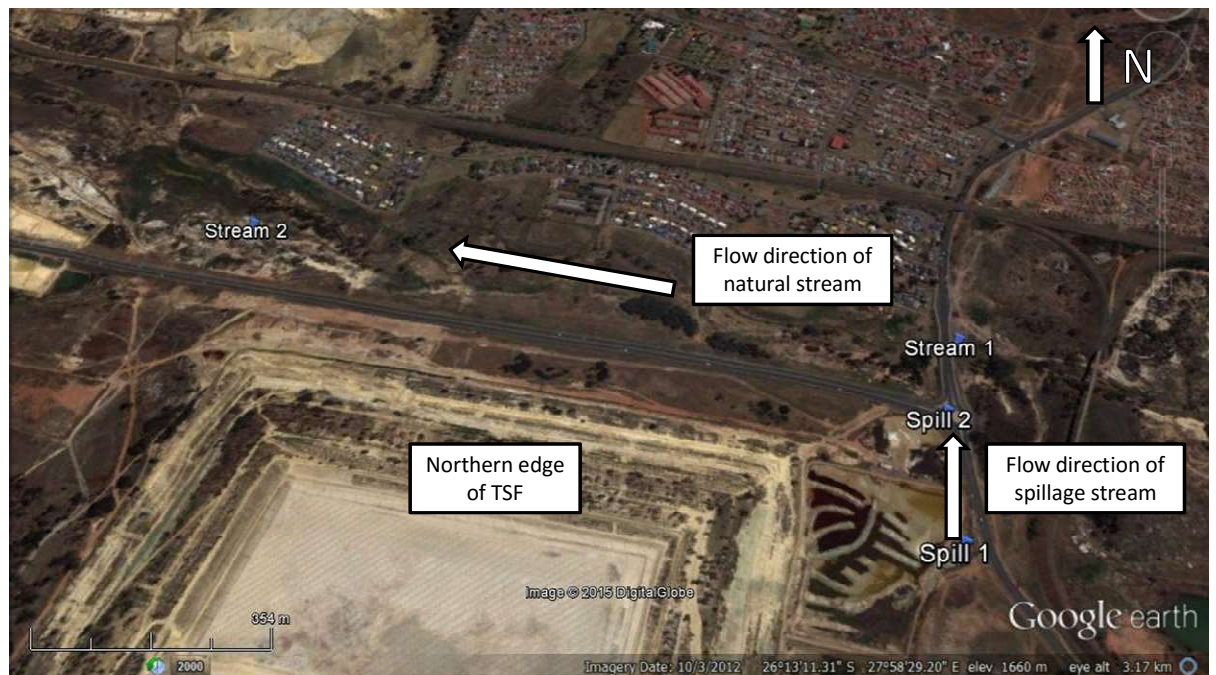 N
Stream 2
Flow direction of
natural stream
Stream 1
Spill 2
Northern edge
of TSF
Flow direction of
spillage stream
Spill 1
Image © 2015 DigitalGlobe
Google earth
354 m
2000
Imagery Date: 10/3/2012 26°13'11.31" S 27°58'29.20" E elev 1660 m eye alt 3.17 km